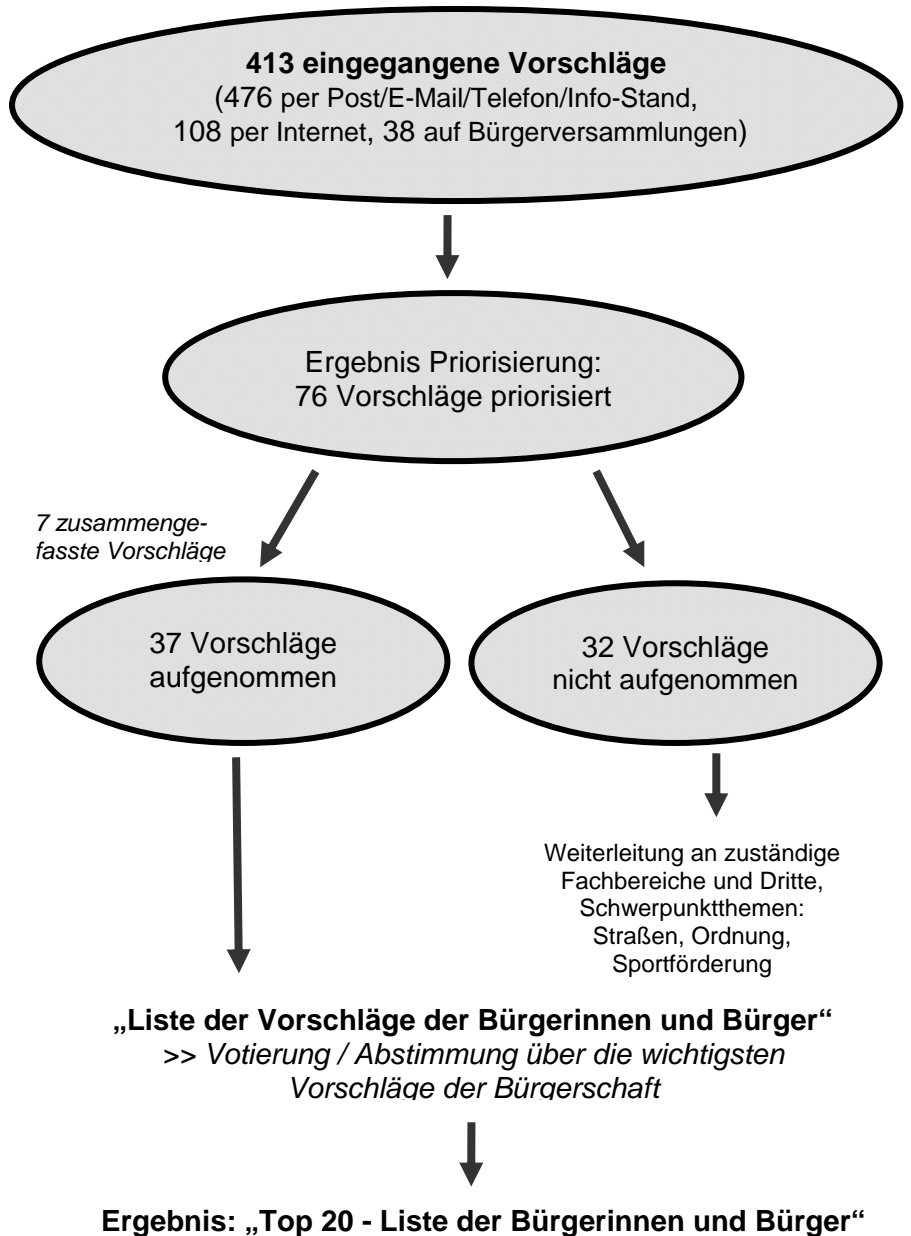 413 eingegangene Vorschläge
(476 per Post/E-Mail/Telefon/Info-Stand,
108 per Internet, 38 auf Bürgerversammlungen)
Ergebnis Priorisierung:
76 Vorschläge priorisiert
7 zusammenge-
fasste Vorschläge
37 Vorschläge
aufgenommen
32 Vorschläge
nicht aufgenommen
Weiterleitung an zuständige
Fachbereiche und Dritte,
Schwerpunktthemen:
Straßen, Ordnung,
Sportförderung
„Liste der Vorschläge der Bürgerinnen und Bürger“
>> Votierung / Abstimmung über die wichtigsten
Vorschläge der Bürgerschaft
Ergebnis: „Top 20 - Liste der Bürgerinnen und Bürger“